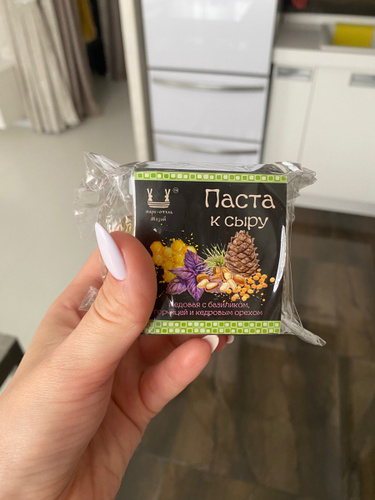 Паста
к сыру
медовая с базиликом,
и кедровым орехом